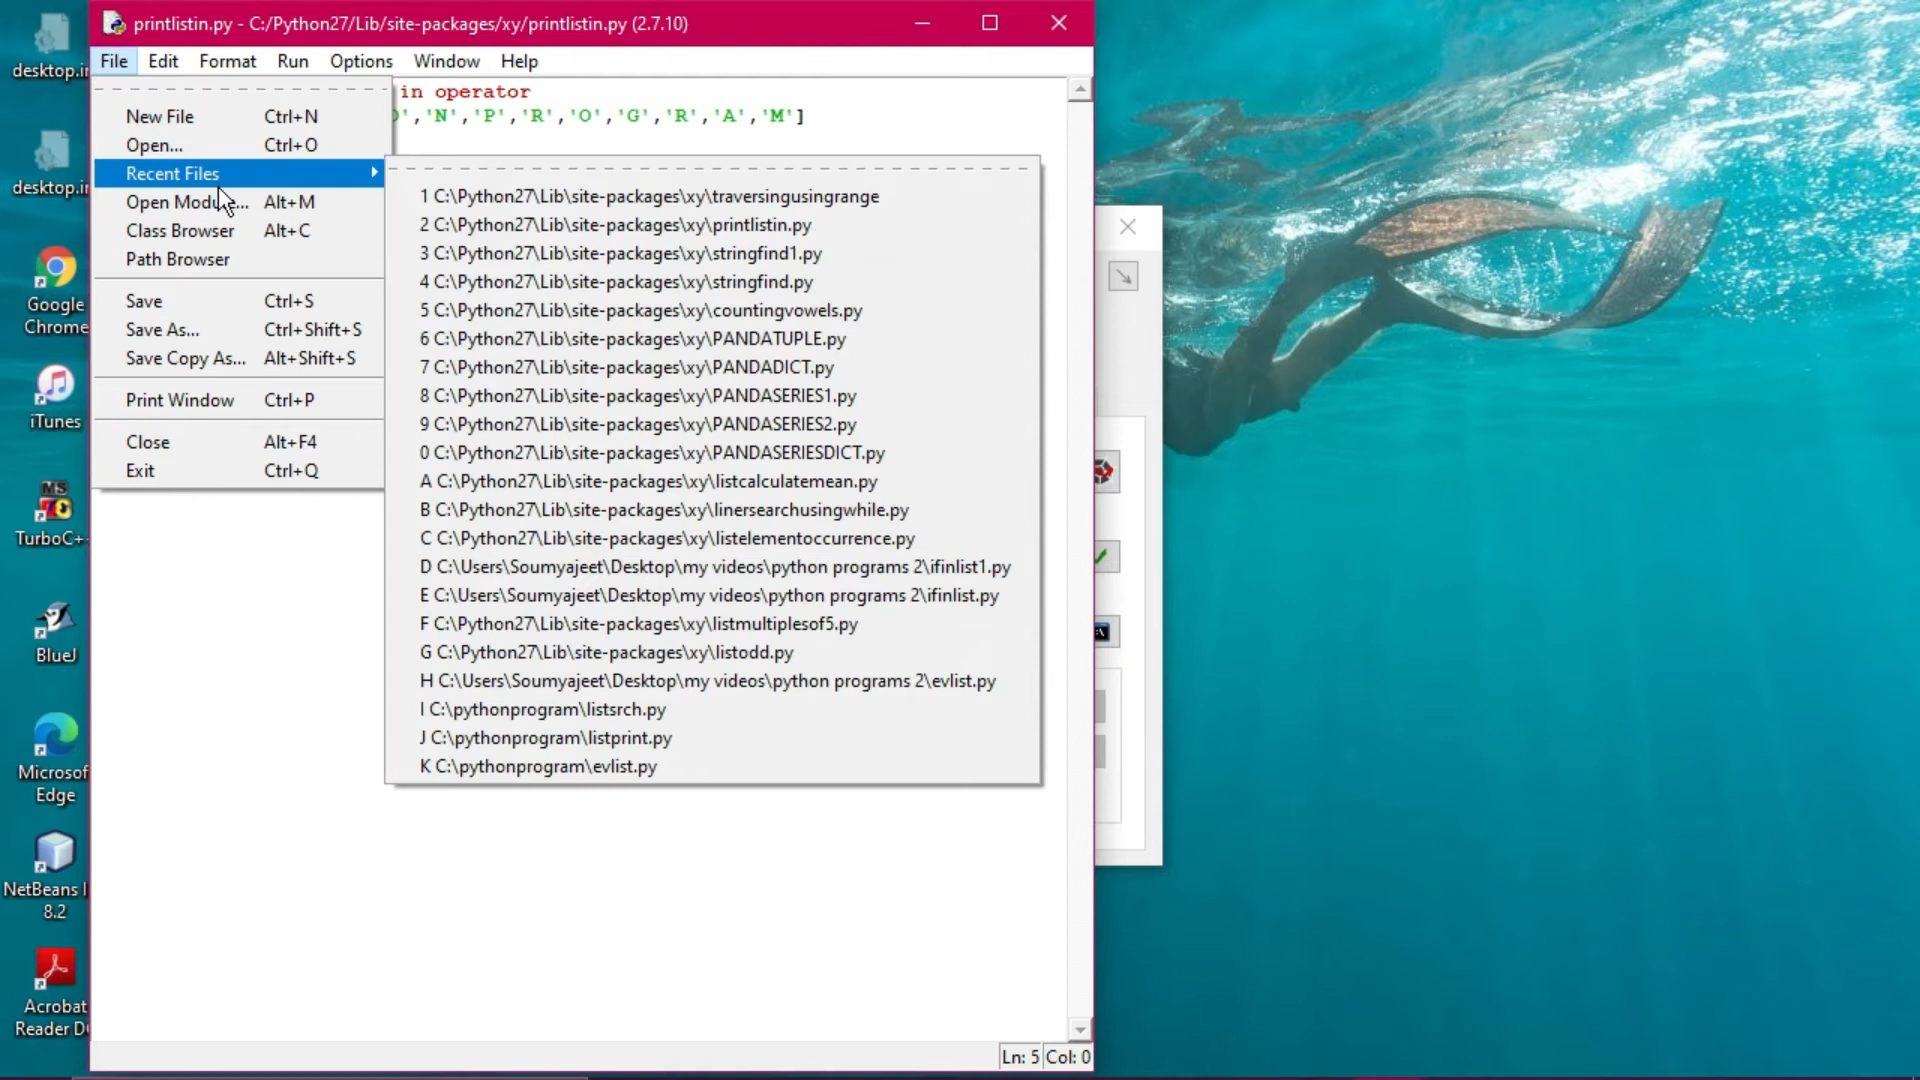 printlistin.py - C:/Python27/Lib/site-packages/xy/printlistin.py (2.7.10)
File Edit Format Run Options Window Help
in operator
','N','P','R','O','G','R','A','M']
New File Ctrl+N
Open... Ctrl+O
Recent Files
Open Modu... Alt+M
Class Browser Alt+C
Path Browser
Save Ctrl+S
Save As... Ctrl+Shift+S
Save Copy As... Alt+Shift+S
Print Window Ctrl+P
Close Alt+F4
Exit Ctrl+Q
1 C:\Python27\Lib\site-packages\xy\traversingusingrange
2 C:\Python27\Lib\site-packages\xy\printlistin.py
3 C:\Python27\Lib\site-packages\xy\stringfind1.py
4 C:\Python27\Lib\site-packages\xy\stringfind.py
5 C:\Python27\Lib\site-packages\xy\countingvowels.py
6 C:\Python27\Lib\site-packages\xy\PANDATUPLE.py
7 C:\Python27\Lib\site-packages\xy\PANDADICT.py
8 C:\Python27\Lib\site-packages\xy\PANDASERIES1.py
9 C:\Python27\Lib\site-packages\xy\PANDASERIES2.py
0 C:\Python27\Lib\site-packages\xy\PANDASERIESDICT.py
A C:\Python27\Lib\site-packages\xy\listcalculatemean.py
B C:\Python27\Lib\site-packages\xy\linersearchusingwhile.py
C C:\Python27\Lib\site-packages\xy\listelementoccurrence.py
D C:\Users\Soumyajeet\Desktop\my videos\python programs 2\ifinlist1.py
E C:\Users\Soumyajeet\Desktop\my videos\python programs 2\ifinlist.py
F C:\Python27\Lib\site-packages\xy\listmultiplesof5.py
G C:\Python27\Lib\site-packages\xy\listodd.py
H C:\Users\Soumyajeet\Desktop\my videos\python programs 2\evlist.py
I C:\pythonprogram\listsrch.py
J C:\pythonprogram\listprint.py
K C:\pythonprogram\evlist.py
Ln: 5 Col: 0
desktop.in
desktop.in
Google
Chrome
iTunes
MS
TurboC+
BlueJ
Microsof
Edge
NetBeans I
8.2
Acrobat
Reader D